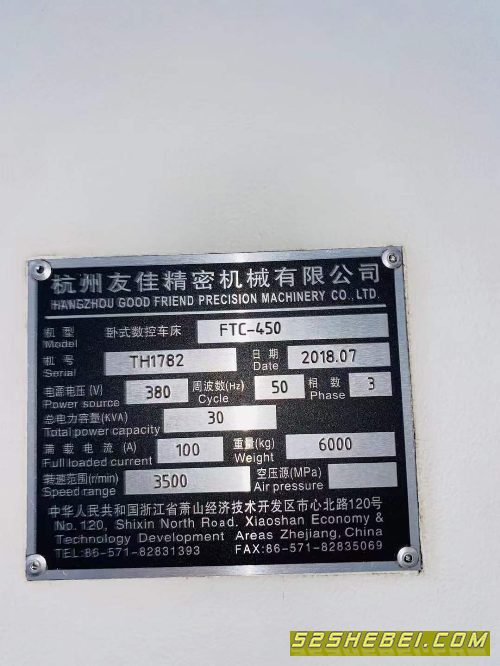 杭州友佳精密机械有限公司
HANGZHOU GOOD FRIEND PRECISION MACHINERY CO., LTD.
机 型 卧式数控车床 FTC-450
Model
机 号 TH1782 日 期 2018.07
Serial Date
电源电压(V) 380 周波数(Hz) 50 相 数 3
Power source Cycle Phase
总电力容量(KVA) 30
Total power capacity
满 载 电 流 (A) 100 重量(kg) 6000
Full loaded current Weight
转速范围(r/min) 3500 空压源(MPa)
Speed range Air pressure
中华人民共和国浙江省萧山经济技术开发区市心北路120号
No.120, Shixin North Road. Xiaoshan Economy &
Technology Development Areas Zhejiang, China
TEL:86-571-82831393 FAX:86-571-82835069
52SHEBEI.COM